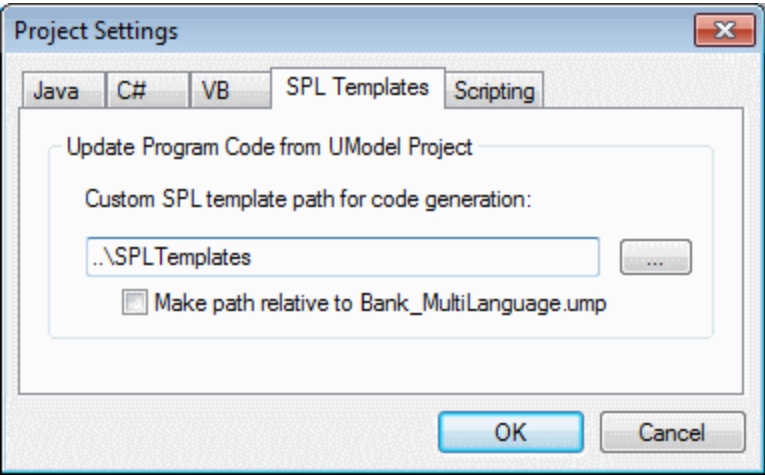 Project Settings
Java C# VB SPL Templates Scripting
Update Program Code from UModel Project
Custom SPL template path for code generation:
..\SPLTemplates ...
Make path relative to Bank_MultiLanguage.ump
OK Cancel